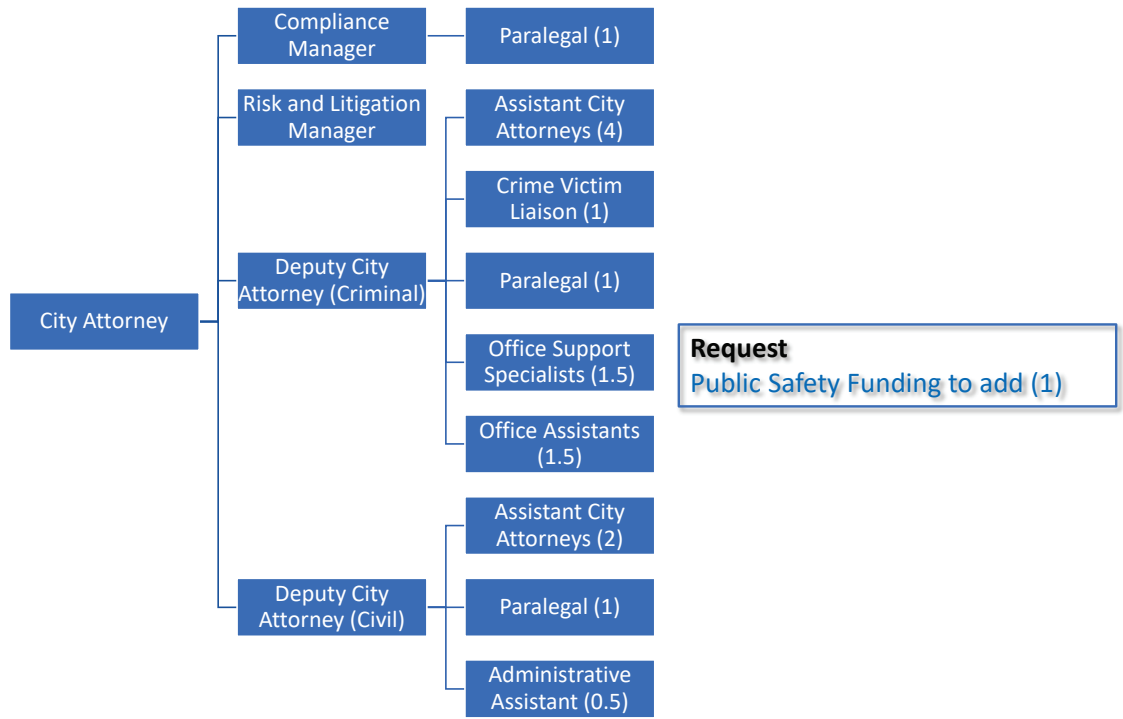 City Attorney
Compliance
Manager
Paralegal (1)
Risk and Litigation
Manager
Deputy City
Attorney (Criminal)
Assistant City
Attorneys (4)
Crime Victim
Liaison (1)
Paralegal (1)
Office Support
Specialists (1.5)
Office Assistants
(1.5)
Deputy City
Attorney (Civil)
Assistant City
Attorneys (2)
Paralegal (1)
Administrative
Assistant (0.5)
Request
Public Safety Funding to add (1)